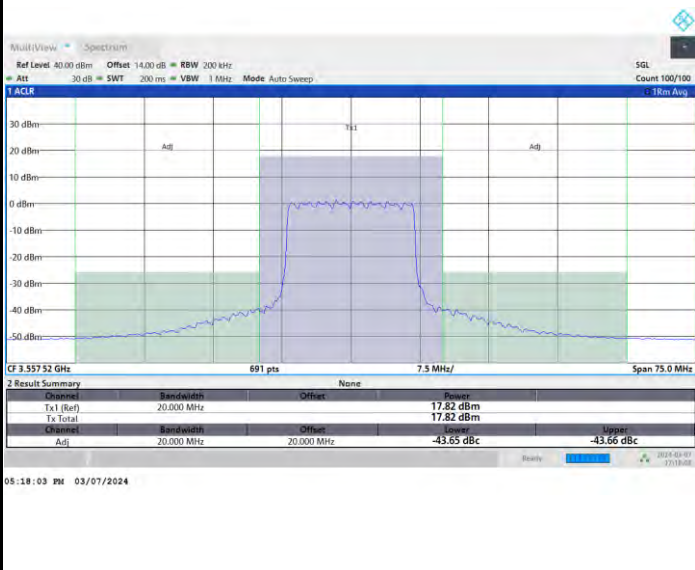 MultiView Spectrum
Ref Level 40.00 dBm Offset 14.00 dB RBW 200 kHz SGL
Att 30 dB SWT 200 ms VBW 1 MHz Mode Auto Sweep Count 100/100
1 ACLR 1Rm Avg
Tx1
30 dBm
Adj Adj
20 dBm
10 dBm
0 dBm
-10 dBm
-20 dBm
-30 dBm
-40 dBm
-50 dBm
CF 3.557 52 GHz 691 pts 7.5 MHz/ Span 75.0 MHz
2 Result Summary None
Channel Bandwidth Offset Power
Tx1 (Ref) 20.000 MHz 17.82 dBm
Tx Total 17.82 dBm
Channel Bandwidth Offset Lower Upper
Adj 20.000 MHz 20.000 MHz -43.65 dBc -43.66 dBc
Ready 2024-03-07
05:18:03 PM 03/07/2024